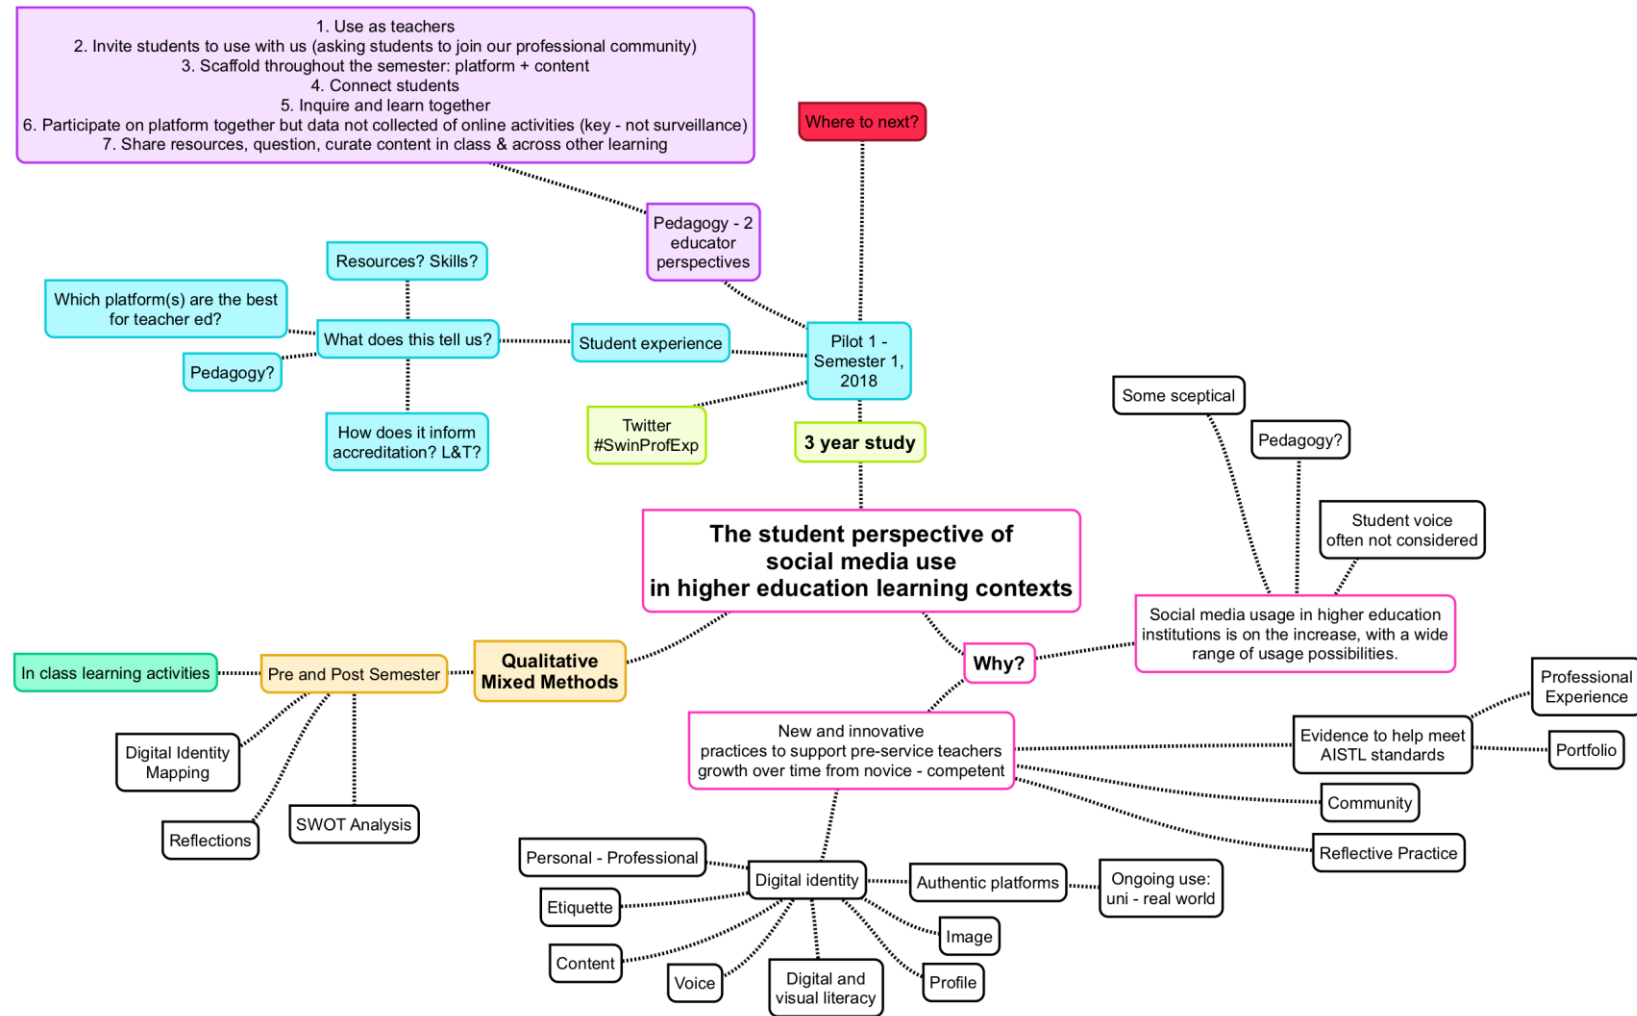 1. Use as teachers
2. Invite students to use with us (asking students to join our professional community)
3. Scaffold throughout the semester: platform + content
4. Connect students
5. Inquire and learn together
6. Participate on platform together but data not collected of online activities (key - not surveillance)
7. Share resources, question, curate content in class & across other learning
Where to next?
Pedagogy - 2
educator
perspectives
Resources? Skills?
Which platform(s) are the best
for teacher ed?
What does this tell us?
Student experience
Pedagogy?
How does it inform
accreditation? L&T?
Pilot 1 -
Semester 1,
2018
Twitter
#SwinProfExp
3 year study
Some sceptical
Pedagogy?
Student voice
often not considered
The student perspective of
social media use
in higher education learning contexts
Social media usage in higher education
institutions is on the increase, with a wide
range of usage possibilities.
Why?
Qualitative
Mixed Methods
Pre and Post Semester
In class learning activities
Digital Identity
Mapping
Reflections
SWOT Analysis
New and innovative
practices to support pre-service teachers
growth over time from novice - competent
Evidence to help meet
AISTL standards
Professional
Experience
Portfolio
Community
Reflective Practice
Digital identity
Personal - Professional
Etiquette
Content
Voice
Digital and
visual literacy
Profile
Image
Authentic platforms
Ongoing use:
uni - real world